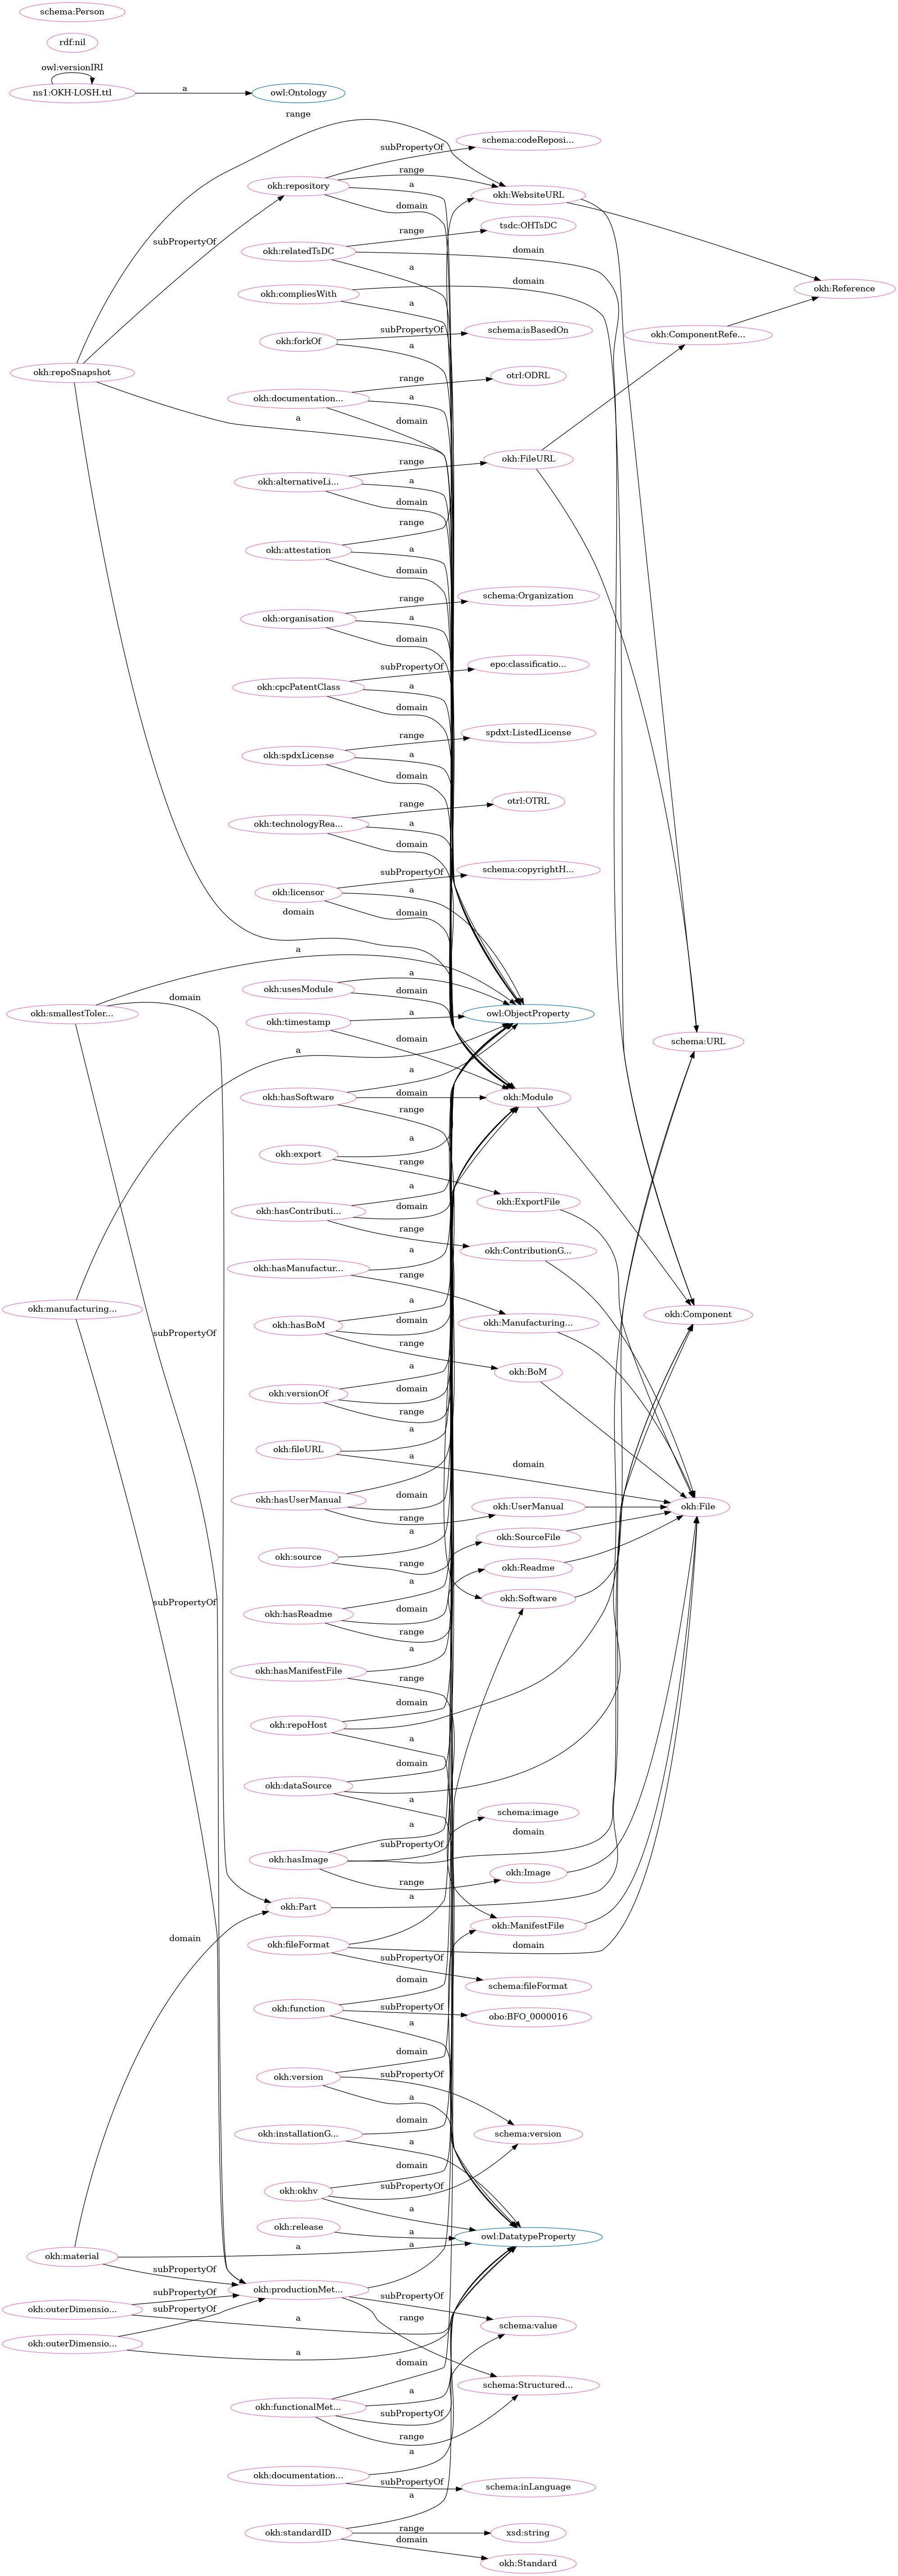 schema:Person
rdf:nil
owl:versionIRI
ns1:OKH-LOSH.ttl
a
owl:Ontology
range
schema:codeReposi...
subPropertyOf
range
okh:repository
a
okh:WebsiteURL
domain
tsdc:OHTsDC
range
subPropertyOf
okh:relatedTsDC
domain
a
domain
okh:Reference
okh:compliesWith
a
schema:isBasedOn
subPropertyOf
okh:ComponentRefe...
okh:forkOf
a
okh:repoSnapshot
otrl:ODRL
range
okh:documentation...
a
a
domain
okh:FileURL
range
okh:alternativeLi...
a
domain
range
okh:attestation
a
domain
schema:Organization
range
okh:organisation
a
domain
epo:classificatio...
subPropertyOf
okh:cpcPatentClass
a
domain
spdxt:ListedLicense
range
okh:spdxLicense
a
domain
otrl:OTRL
range
okh:technologyRea...
a
domain
schema:copyrightH...
subPropertyOf
okh:licensor
a
domain
domain
a
okh:usesModule
a
domain
domain
okh:smallestToler...
okh:timestamp
a
owl:ObjectProperty
domain
schema:URL
a
a
okh:hasSoftware
domain
okh:Module
range
a
okh:export
range
okh:ExportFile
a
okh:hasContributi...
domain
range
okh:ContributionG...
a
okh:hasManufactur...
range
okh:manufacturing...
okh:Component
a
okh:Manufacturing...
okh:hasBoM
domain
subPropertyOf
range
okh:BoM
a
okh:versionOf
domain
range
a
okh:fileURL
a
domain
okh:hasUserManual
domain
okh:UserManual
okh:File
range
a
okh:SourceFile
okh:source
range
okh:Readme
a
subPropertyOf
okh:Software
okh:hasReadme
domain
range
a
okh:hasManifestFile
range
domain
okh:repoHost
a
domain
okh:dataSource
a
schema:image
a
domain
subPropertyOf
okh:hasImage
okh:Image
range
a
okh:Part
okh:ManifestFile
domain
okh:fileFormat
domain
subPropertyOf
domain
schema:fileFormat
okh:function
subPropertyOf
obo:BFO_0000016
a
domain
subPropertyOf
okh:version
a
domain
okh:installationG...
schema:version
a
domain
subPropertyOf
okh:okhv
a
okh:release
a
owl:DatatypeProperty
a
a
okh:material
subPropertyOf
okh:productionMet...
subPropertyOf
subPropertyOf
okh:outerDimensio...
subPropertyOf
a
range
schema:value
okh:outerDimensio...
a
domain
schema:Structured...
a
okh:functionalMet...
subPropertyOf
range
a
okh:documentation...
subPropertyOf
schema:inLanguage
a
okh:standardID
range
xsd:string
domain
okh:Standard